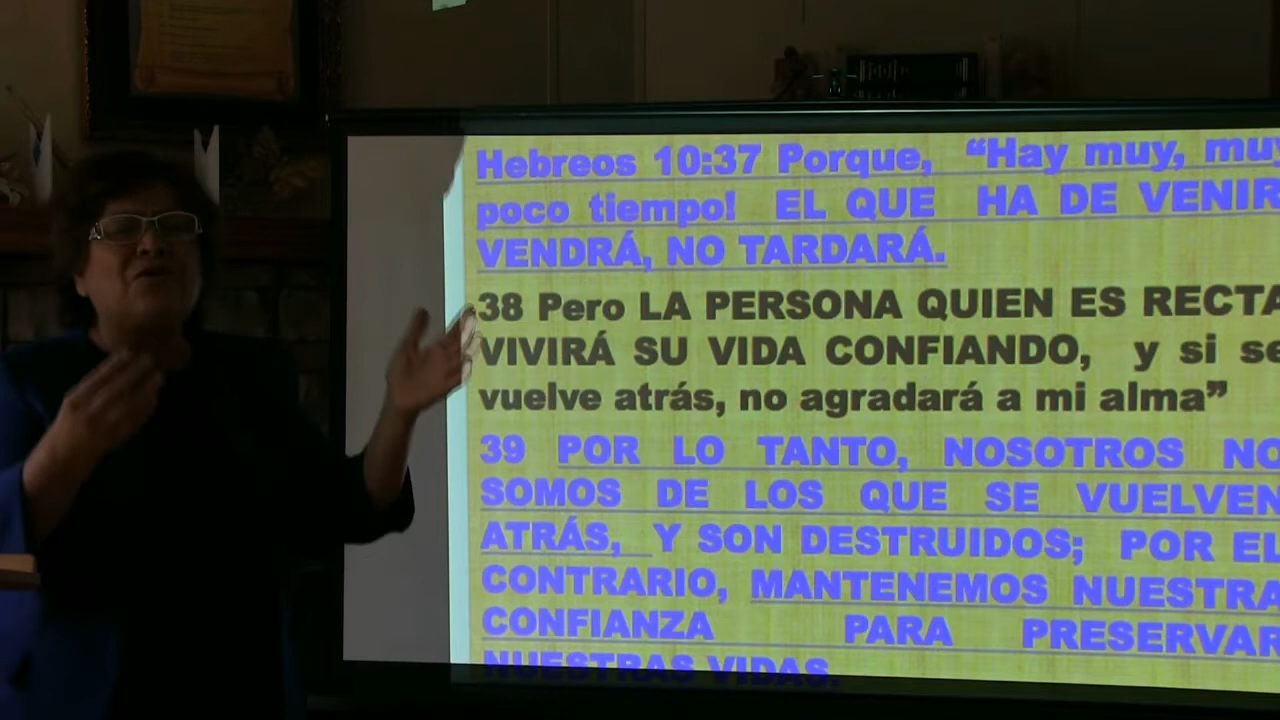 Hebreos 10:37 Porque, “Hay muy, muy
poco tiempo! EL QUE HA DE VENIR
VENDRÁ, NO TARDARÁ.
38 Pero LA PERSONA QUIEN ES RECTA
VIVIRÁ SU VIDA CONFIANDO, y si se
vuelve atrás, no agradará a mi alma”
39 POR LO TANTO, NOSOTROS NO
SOMOS DE LOS QUE SE VUELVEN
ATRÁS, Y SON DESTRUIDOS; POR EL
CONTRARIO, MANTENEMOS NUESTRA
CONFIANZA PARA PRESERVAR
NUESTRAS VIDAS.